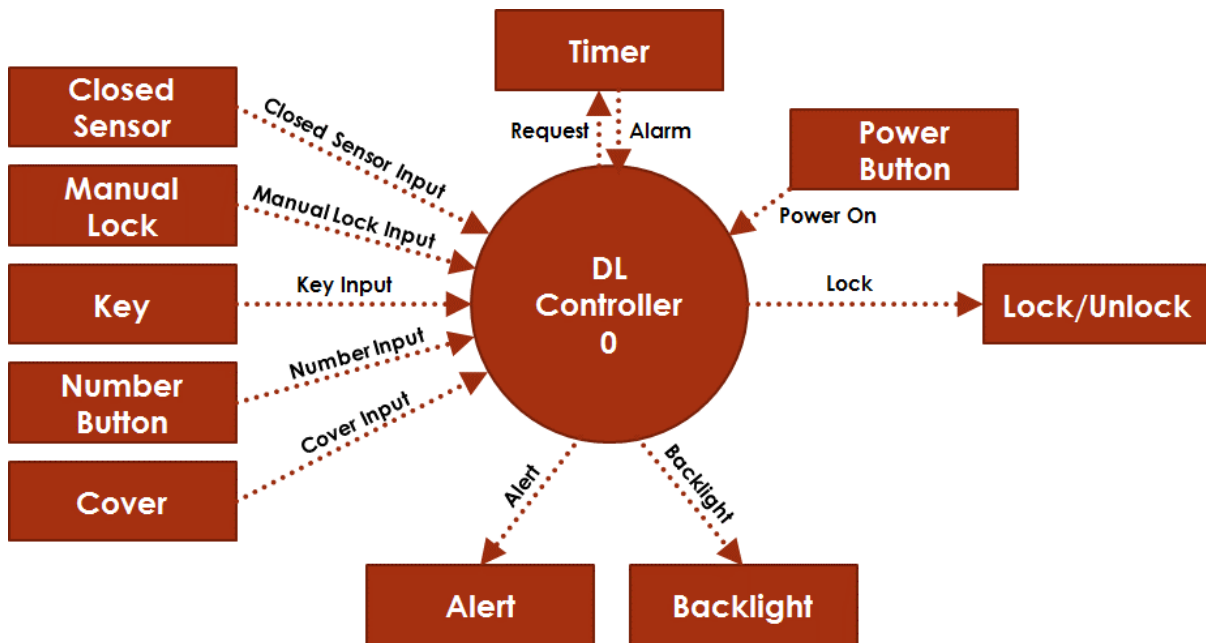 Timer
Closed
Sensor
Closed Sensor Input
Request
Alarm
Power
Button
Power On
Manual
Lock
Manual Lock Input
DL
Controller
0
Key
Key Input
Lock
Lock/Unlock
Number
Button
Number Input
Cover
Cover Input
Alert
Backlight
Alert
Backlight